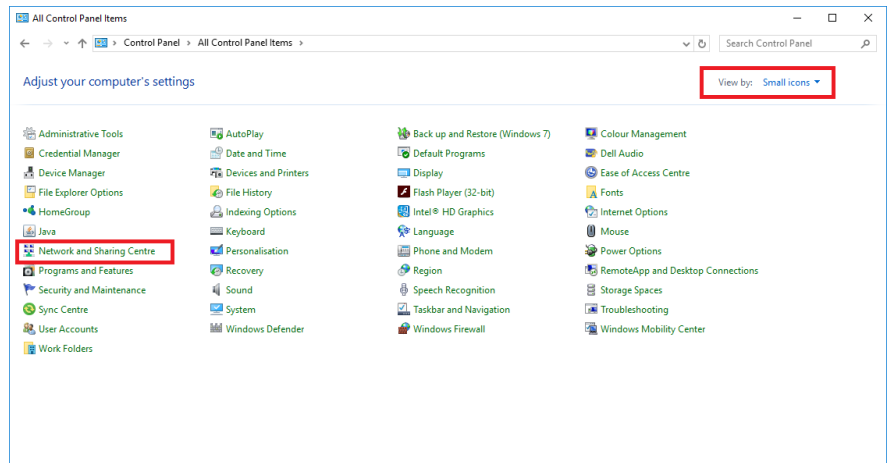 All Control Panel Items
Control Panel > All Control Panel Items >
Search Control Panel
Adjust your computer's settings
View by: Small icons
Administrative Tools AutoPlay Back up and Restore (Windows 7) Colour Management
Credential Manager Date and Time Default Programs Dell Audio
Device Manager Devices and Printers Display Ease of Access Centre
File Explorer Options File History Flash Player (32-bit) Fonts
HomeGroup Indexing Options Intel® HD Graphics Internet Options
Java Keyboard Language Mouse
Network and Sharing Centre Personalisation Phone and Modem Power Options
Programs and Features Recovery Region RemoteApp and Desktop Connections
Security and Maintenance Sound Speech Recognition Storage Spaces
Sync Centre System Taskbar and Navigation Troubleshooting
User Accounts Windows Defender Windows Firewall Windows Mobility Center
Work Folders